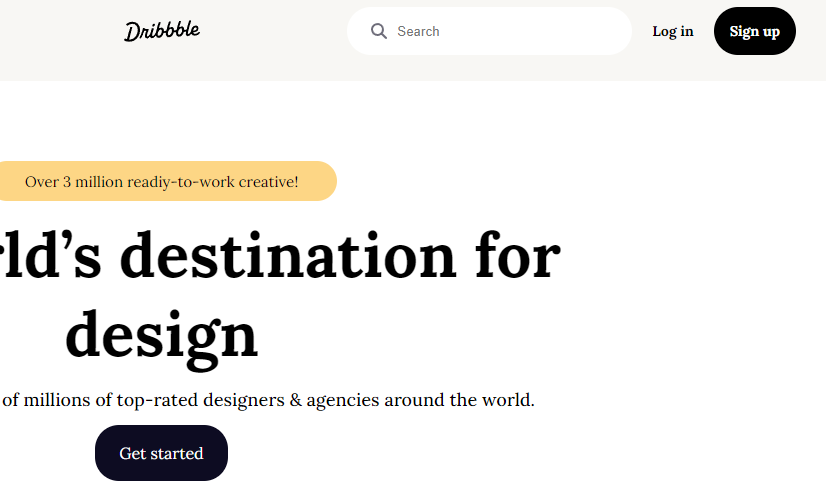 Dribbble
Search
Log in
Sign up
Over 3 million readiy-to-work creative!
rld’s destination for
design
of millions of top-rated designers & agencies around the world.
Get started